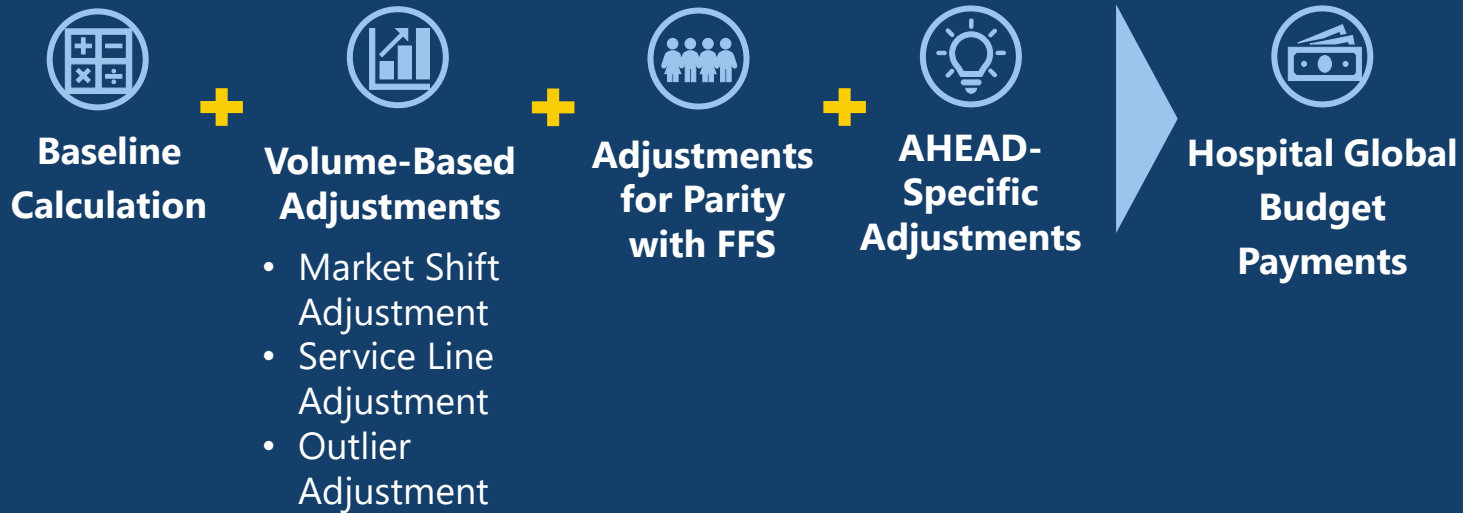 Baseline
Calculation
Volume-Based
Adjustments
• Market Shift
Adjustment
• Service Line
Adjustment
• Outlier
Adjustment
Adjustments
for Parity
with FFS
AHEAD-
Specific
Adjustments
Hospital Global
Budget
Payments